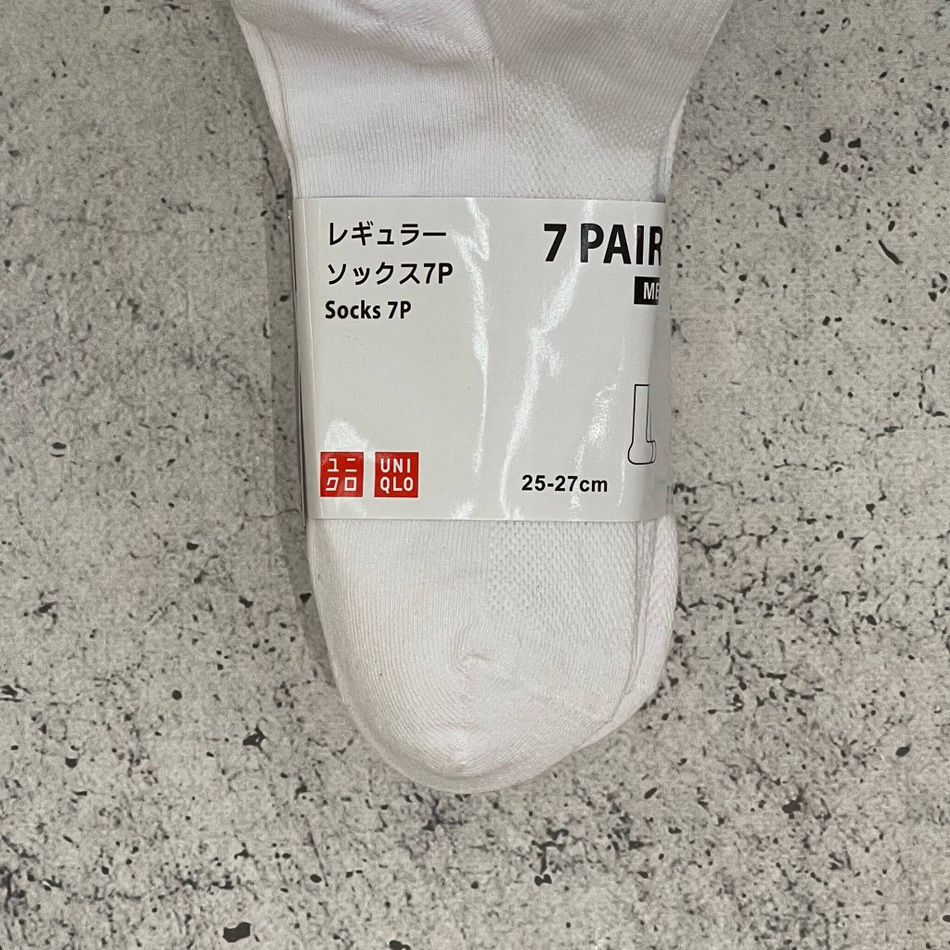 レギュラー
ソックス7P
Socks 7P
7 PAIR
ME
ユニ
クロ
UNI
QLO
25-27cm